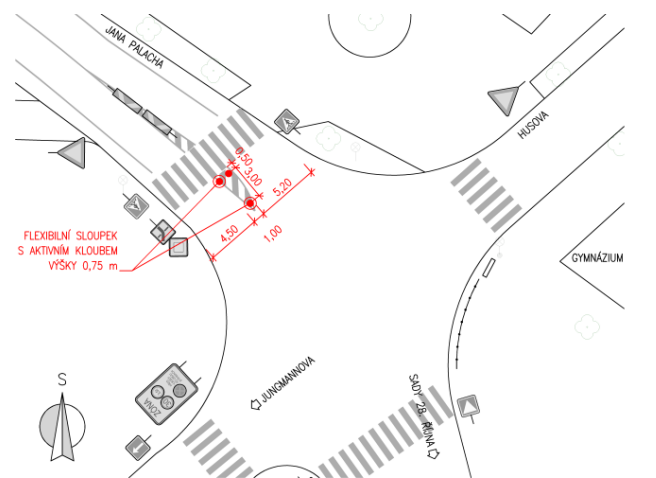 JANA PALACHA
HUSOVA
0,50
3,00
5,20
4,50
1,00
FLEXIBILNÍ SLOUPEK
S AKTIVNÍM KLOUBEM
VÝŠKY 0,75 m
GYMNÁZIUM
JUNGMANNOVA
SADY 28. ŘÍJNA
ZONA
S